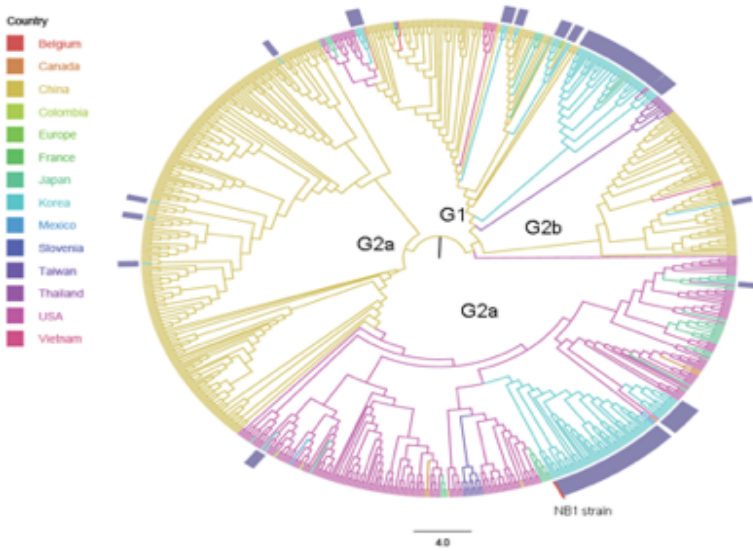 Country
Belgium
Canada
China
Colombia
Europe
France
Japan
Korea
Mexico
Slovenia
Taiwan
Thailand
USA
Vietnam
G1
G2b
G2a
G2a
NB1 strain
4.0